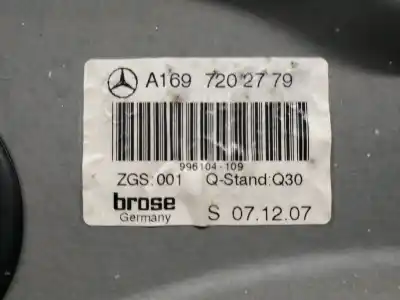 A169 720 27 79
996104-109
ZGS:001 Q-Stand:Q30
brose
Germany
S 07.12.07